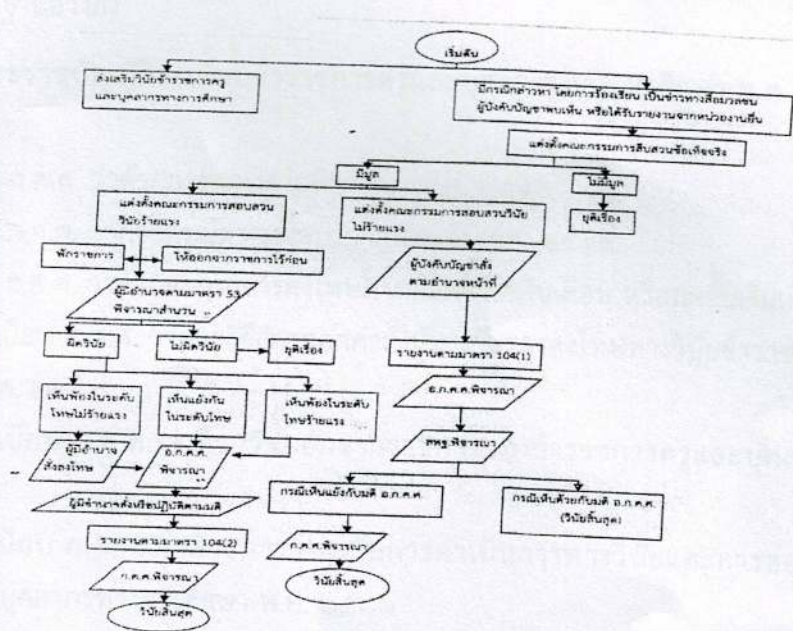 เริ่มต้น
ส่งเสริมวินัยข้าราชการครู
และบุคลากรทางการศึกษา
มีกรณีกล่าวหา โดยการร้องเรียน เป็นข่าวทางสื่อมวลชน
ผู้บังคับบัญชาพบเห็น หรือได้รับรายงานจากหน่วยงานอื่น
แต่งตั้งคณะกรรมการสืบสวนข้อเท็จจริง
มีมูล
ไม่มีมูล
ยุติเรื่อง
แต่งตั้งคณะกรรมการสอบสวน
วินัยร้ายแรง
แต่งตั้งคณะกรรมการสอบสวนวินัย
ไม่ร้ายแรง
พักราชการ
ให้ออกจากราชการไว้ก่อน
ผู้บังคับบัญชาสั่ง
ตามอำนาจหน้าที่
ผู้มีอำนาจตามมาตรา 53
พิจารณาสำนวน
ผิดวินัย
ไม่ผิดวินัย
ยุติเรื่อง
รายงานตามมาตรา 104(1)
อ.ก.ค.ศ.พิจารณา
เห็นพ้องในระดับ
โทษไม่ร้ายแรง
เห็นแย้งกัน
ในระดับโทษ
เห็นพ้องในระดับ
โทษร้ายแรง
สพฐ.พิจารณา
ผู้มีอำนาจ
สั่งลงโทษ
อ.ก.ค.ศ.
พิจารณา
กรณีเห็นแย้งกับมติ อ.ก.ค.ศ.
กรณีเห็นด้วยกับมติ อ.ก.ค.ศ.
(วินัยสิ้นสุด)
ผู้มีอำนาจสั่งหรือปฏิบัติตามมติ
รายงานตามมาตรา 104(2)
ก.ค.ศ.พิจารณา
ก.ค.ศ.พิจารณา
วินัยสิ้นสุด
วินัยสิ้นสุด